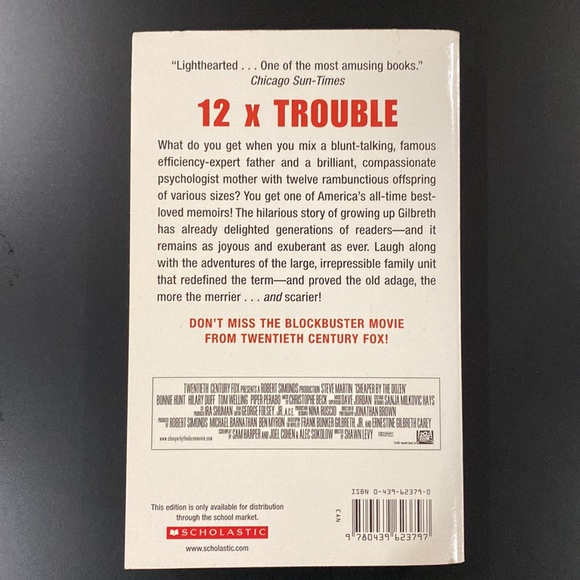 “Lighthearted . . . One of the most amusing books.”
Chicago Sun-Times
12 x TROUBLE
What do you get when you mix a blunt-talking, famous
efficiency-expert father and a brilliant, compassionate
psychologist mother with twelve rambunctious offspring
of various sizes? You get one of America’s all-time best-
loved memoirs! The hilarious story of growing up Gilbreth
has already delighted generations of readers—and it
remains as joyous and exuberant as ever. Laugh along
with the adventures of the large, irrepressible family unit
that redefined the term—and proved the old adage, the
more the merrier . . . and scarier!
DON’T MISS THE BLOCKBUSTER MOVIE
FROM TWENTIETH CENTURY FOX!
TWENTIETH CENTURY FOX PRESENTS A ROBERT SIMONDS PRODUCTION STEVE MARTIN "CHEAPER BY THE DOZEN"
BONNIE HUNT HILARY DUFF TOM WELLING PIPER PERABO CHRISTOPHE BECK DAVE JORDAN SANJA MILKOVIC HAYS
IRA SHUMAN GEORGE FOLSEY, JR., A.C.E. NINA RUSCIO JONATHAN BROWN
ROBERT SIMONDS MICHAEL BARNATHAN BEN MYRON FRANK BUNKER GILBRETH, JR. AND ERNESTINE GILBRETH CAREY
www.cheaperbythedozenmovie.com SAM HARPER AND JOEL COHEN & ALEC SOKOLOW SHAWN LEVY FOX
ISBN 0-439-62379-0
This edition is only available for distribution
through the school market.
SCHOLASTIC
www.scholastic.com
EAN
9 780439 623797